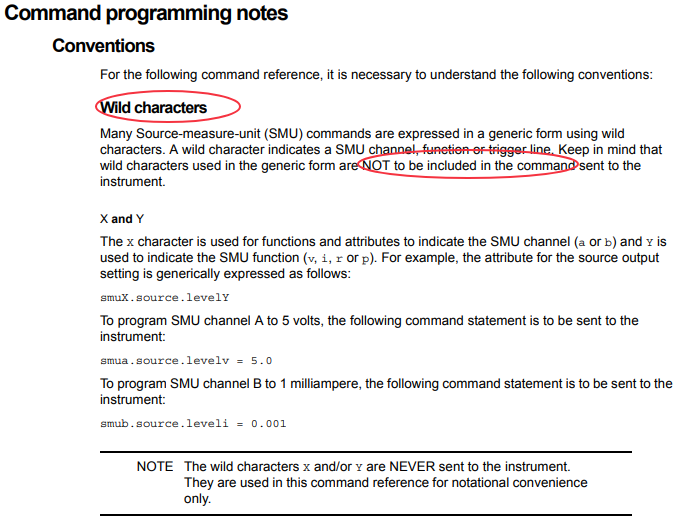 Command programming notes
Conventions
For the following command reference, it is necessary to understand the following conventions:
Wild characters
Many Source-measure-unit (SMU) commands are expressed in a generic form using wild
characters. A wild character indicates a SMU channel, function or trigger line. Keep in mind that
wild characters used in the generic form are NOT to be included in the command sent to the
instrument.
X and Y
The X character is used for functions and attributes to indicate the SMU channel (a or b) and Y is
used to indicate the SMU function (v, i, r or p). For example, the attribute for the source output
setting is generically expressed as follows:
smuX.source.levelY
To program SMU channel A to 5 volts, the following command statement is to be sent to the
instrument:
smua.source.levelv = 5.0
To program SMU channel B to 1 milliampere, the following command statement is to be sent to the
instrument:
smub.source.leveli = 0.001
NOTE The wild characters X and/or Y are NEVER sent to the instrument.
They are used in this command reference for notational convenience
only.